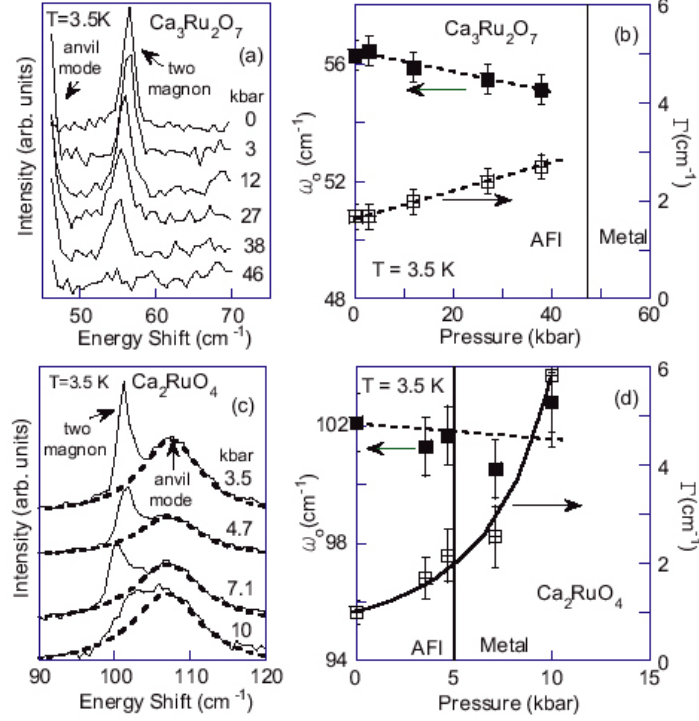 T=3.5K
Ca3Ru2O7
(a)
anvil
mode
two
magnon
kbar
0
3
12
27
38
46
Intensity (arb. units)
50 60 70
Energy Shift (cm-1)
Ca3Ru2O7
(b)
56
52
48
ωo (cm-1)
6
4
2
0
Γ(cm-1)
AFI
Metal
T = 3.5 K
0 20 40 60
Pressure (kbar)
T=3.5 K
Ca2RuO4
(c)
two
magnon
kbar
3.5
anvil
mode
4.7
7.1
10
Intensity (arb. units)
90 100 110 120
Energy Shift (cm-1)
T = 3.5 K
(d)
102
98
94
ωo(cm-1)
6
5
4
3
2
1
0
Γ(cm-1)
Ca2RuO4
AFI
Metal
0 5 10 15
Pressure (kbar)